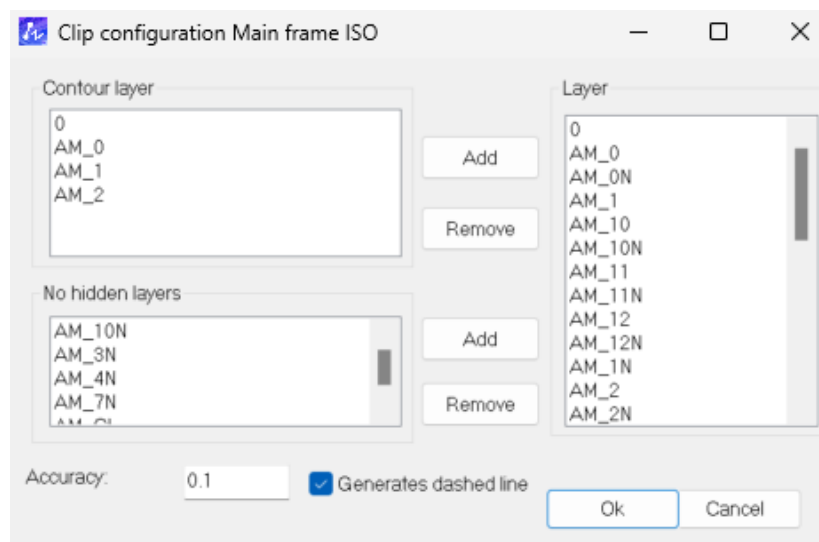 Clip configuration Main frame ISO
Contour layer
0
AM_0
AM_1
AM_2
Add
Remove
No hidden layers
AM_10N
AM_3N
AM_4N
AM_7N
Add
Remove
Layer
0
AM_0
AM_0N
AM_1
AM_10
AM_10N
AM_11
AM_11N
AM_12
AM_12N
AM_1N
AM_2
AM_2N
Accuracy:
0.1
Generates dashed line
Ok
Cancel